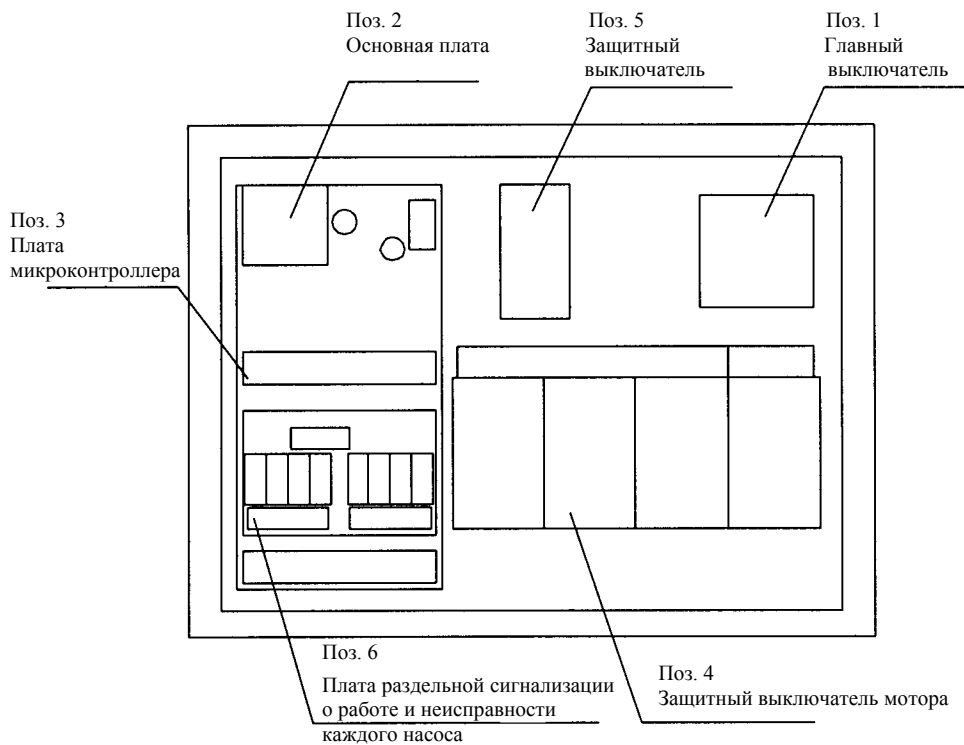 Поз. 2
Основная плата
Поз. 5
Защитный
выключатель
Поз. 1
Главный
выключатель
Поз. 3
Плата
микроконтроллера
Поз. 6
Плата раздельной сигнализации
о работе и неисправности
каждого насоса
Поз. 4
Защитный выключатель мотора